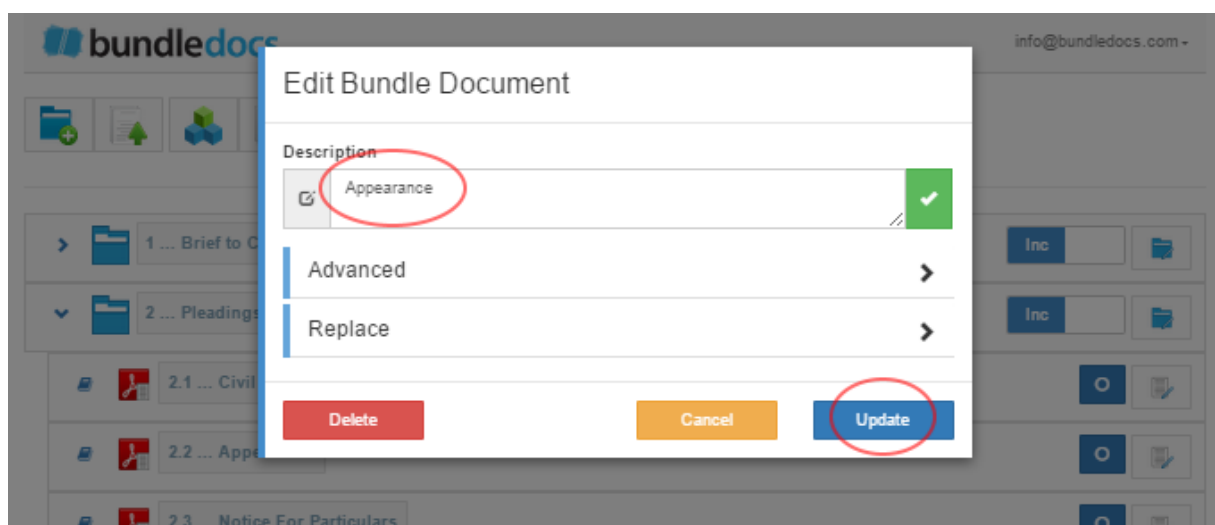 bundledocs
info@bundledocs.com
Edit Bundle Document
Description
Appearance
Advanced
Replace
Delete Cancel Update
1 ... Brief to C
Inc
2 ... Pleadings
Inc
2.1 ... Civil
O
2.2 ... Appe
O
2.3 ... Notice For Particulars
O